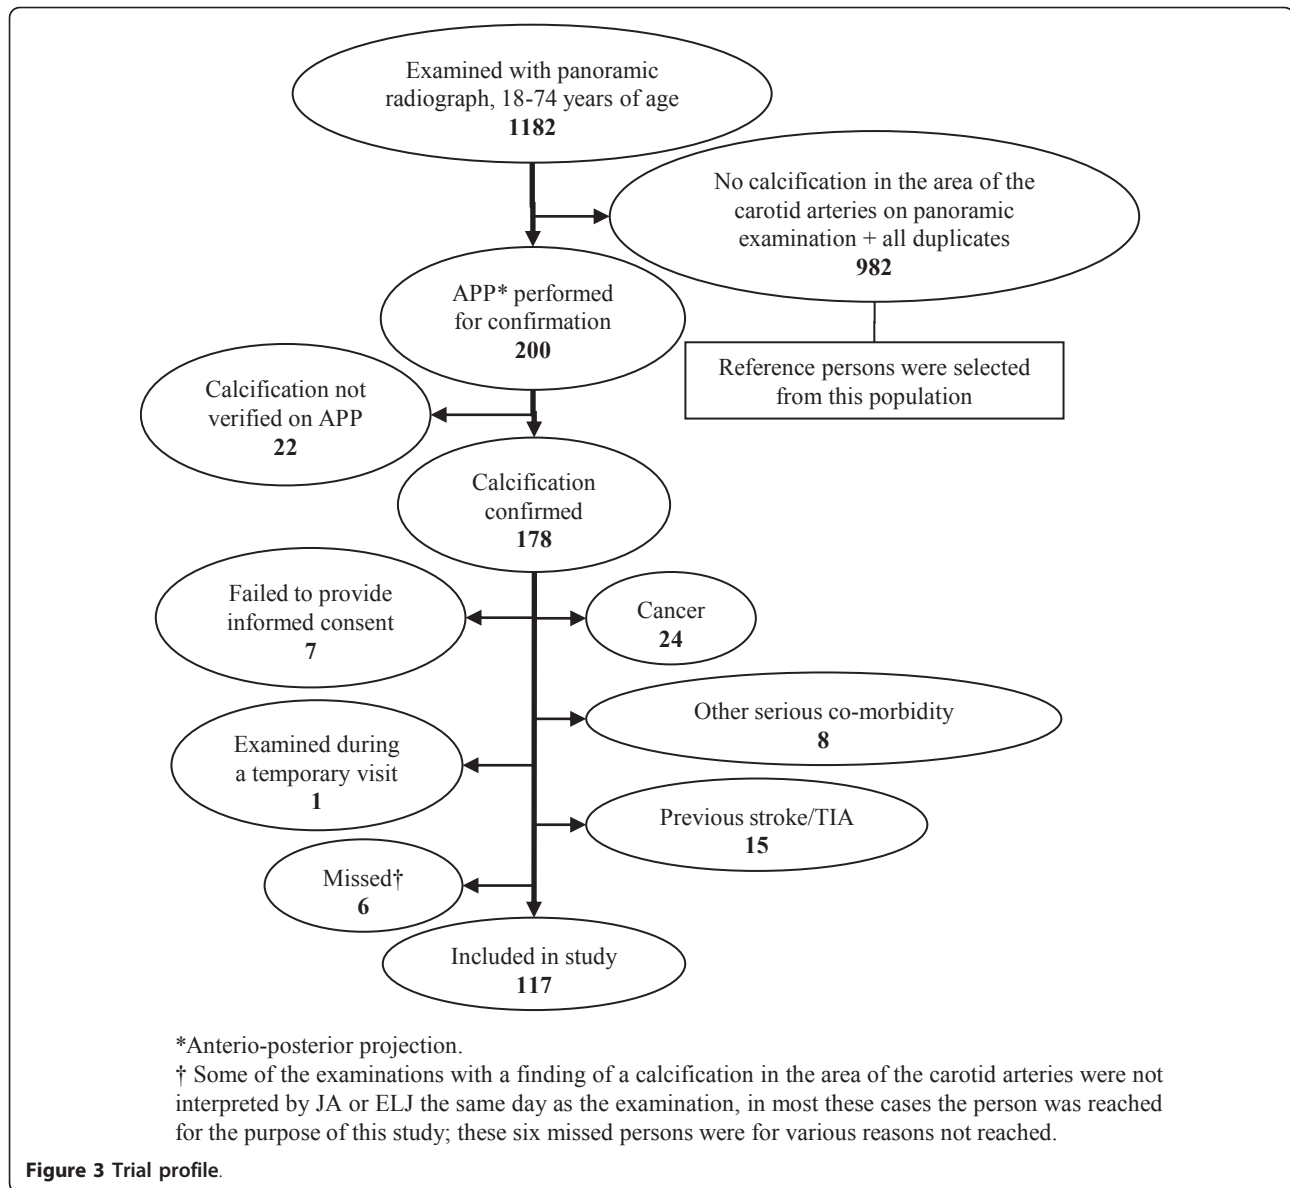 Examined with panoramic
radiograph, 18-74 years of age
1182
No calcification in the area of the
carotid arteries on panoramic
examination + all duplicates
982
APP* performed
for confirmation
200
Reference persons were selected
from this population
Calcification not
verified on APP
22
Calcification
confirmed
178
Failed to provide
informed consent
7
Cancer
24
Other serious co-morbidity
8
Examined during
a temporary visit
1
Previous stroke/TIA
15
Missed†
6
Included in study
117
*Anterio-posterior projection.
† Some of the examinations with a finding of a calcification in the area of the carotid arteries were not
interpreted by JA or ELJ the same day as the examination, in most these cases the person was reached
for the purpose of this study; these six missed persons were for various reasons not reached.
Figure 3 Trial profile.